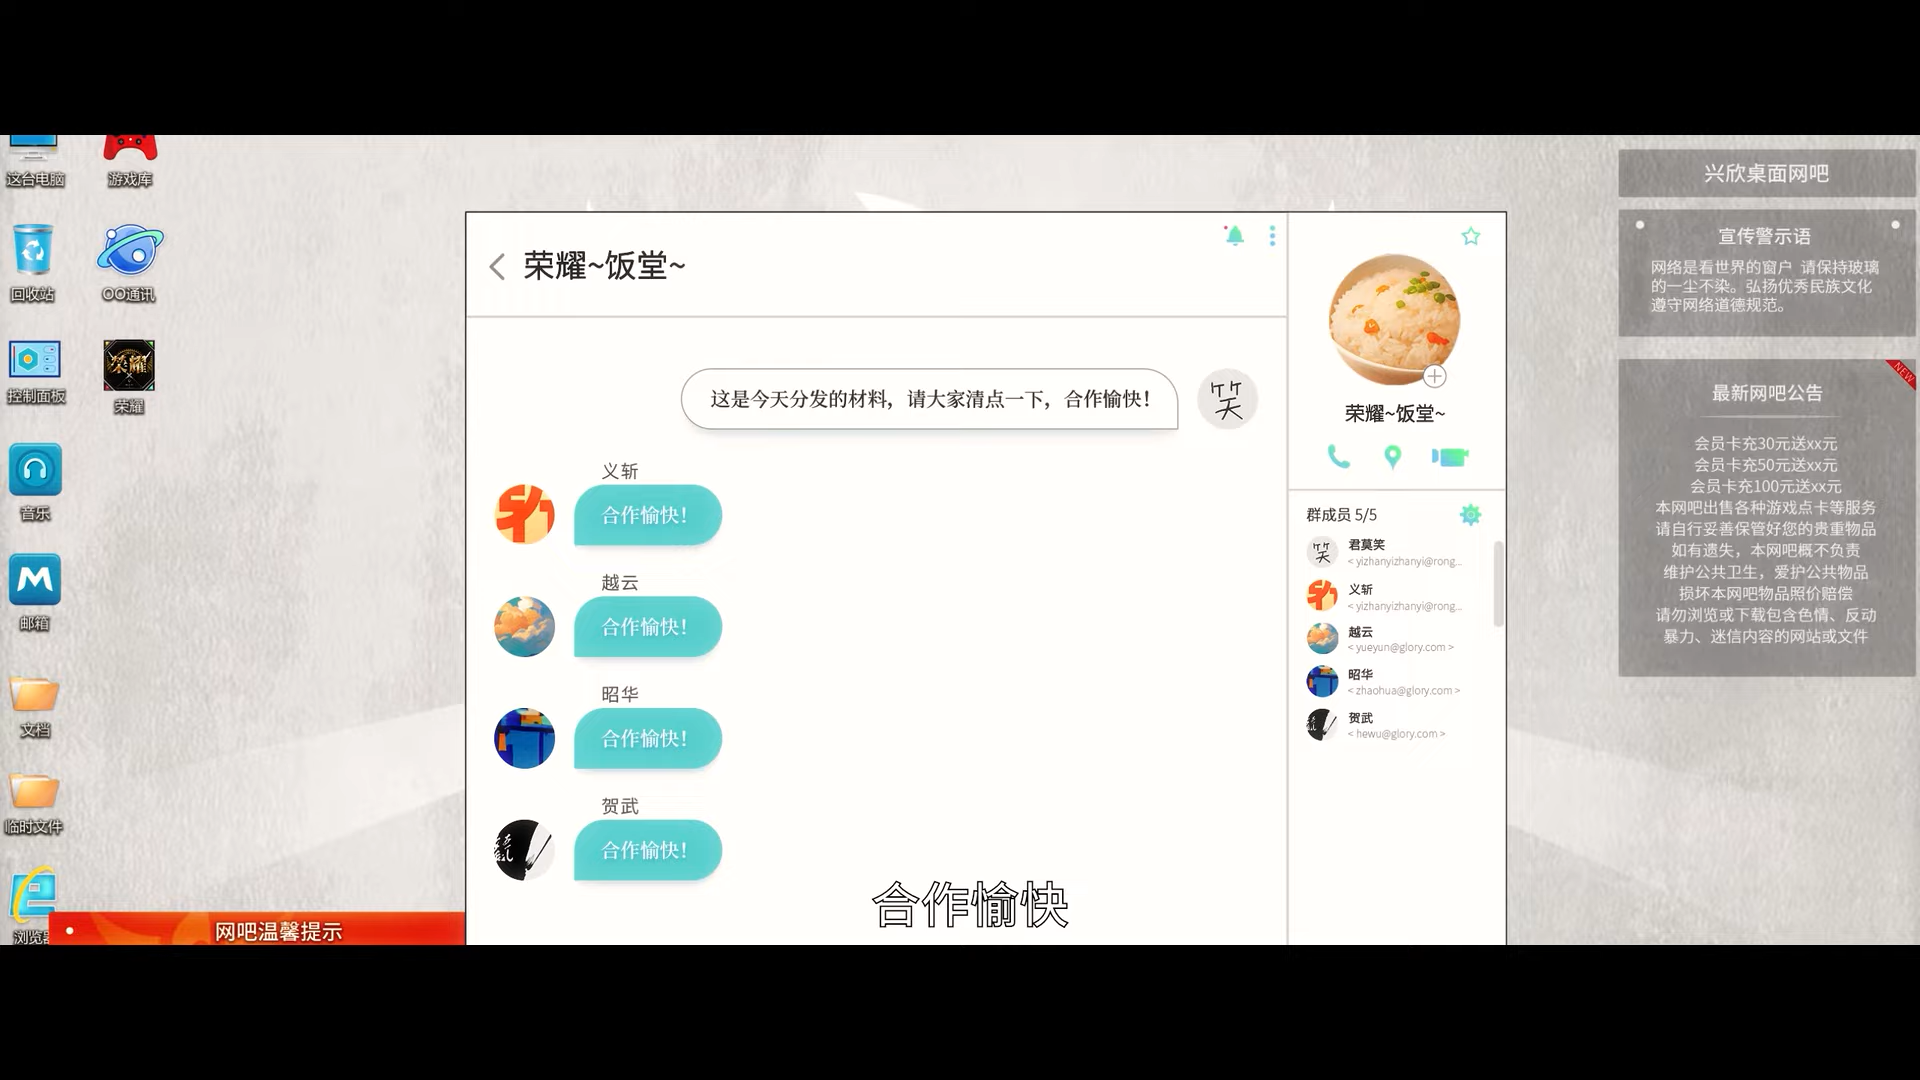 这台电脑
游戏库
回收站
OO通讯
控制面板
荣耀
荣耀
音乐
邮箱
文档
临时文件
浏览器
网吧温馨提示
荣耀~饭堂~
这是今天分发的材料，请大家清点一下，合作愉快！
笑
义斩
合作愉快！
越云
合作愉快！
昭华
合作愉快！
贺武
合作愉快！
合作愉快
荣耀~饭堂~
群成员 5/5
笑
君莫笑
< yizhanyizhanyi@rong...
义斩
< yizhanyizhanyi@rong...
越云
< yueyun@glory.com >
昭华
< zhaohua@glory.com >
贺武
< hewu@glory.com >
兴欣桌面网吧
宣传警示语
网络是看世界的窗户 请保持玻璃
的一尘不染。弘扬优秀民族文化
遵守网络道德规范。
NEW
最新网吧公告
会员卡充30元送xx元
会员卡充50元送xx元
会员卡充100元送xx元
本网吧出售各种游戏点卡等服务
请自行妥善保管好您的贵重物品
如有遗失，本网吧概不负责
维护公共卫生，爱护公共物品
损坏本网吧物品照价赔偿
请勿浏览或下载包含色情、反动
暴力、迷信内容的网站或文件